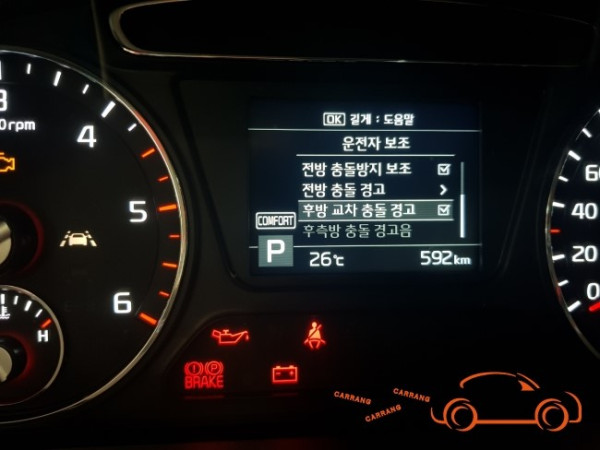 OK 길게 : 도움말
운전자 보조
전방 충돌방지 보조
전방 충돌 경고
후방 교차 충돌 경고
COMFORT
후측방 충돌 경고음
P 26℃ 592km
4
5
6
H
60
40
20
0
BRAKE
P
CARRANG
CARRANG
CARRANG